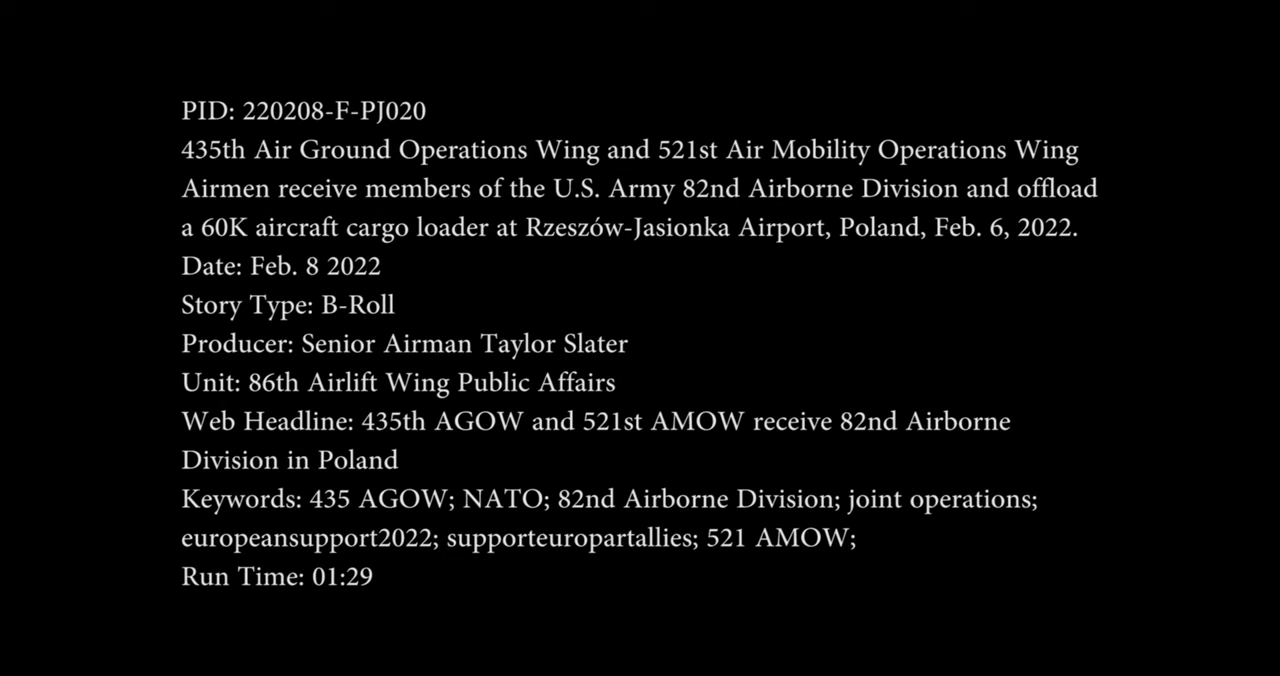 PID: 220208-F-PJ020
435th Air Ground Operations Wing and 521st Air Mobility Operations Wing
Airmen receive members of the U.S. Army 82nd Airborne Division and offload
a 60K aircraft cargo loader at Rzeszów-Jasionka Airport, Poland, Feb. 6, 2022.
Date: Feb. 8 2022
Story Type: B-Roll
Producer: Senior Airman Taylor Slater
Unit: 86th Airlift Wing Public Affairs
Web Headline: 435th AGOW and 521st AMOW receive 82nd Airborne
Division in Poland
Keywords: 435 AGOW; NATO; 82nd Airborne Division; joint operations;
europeansupport2022; supporteuropartallies; 521 AMOW;
Run Time: 01:29